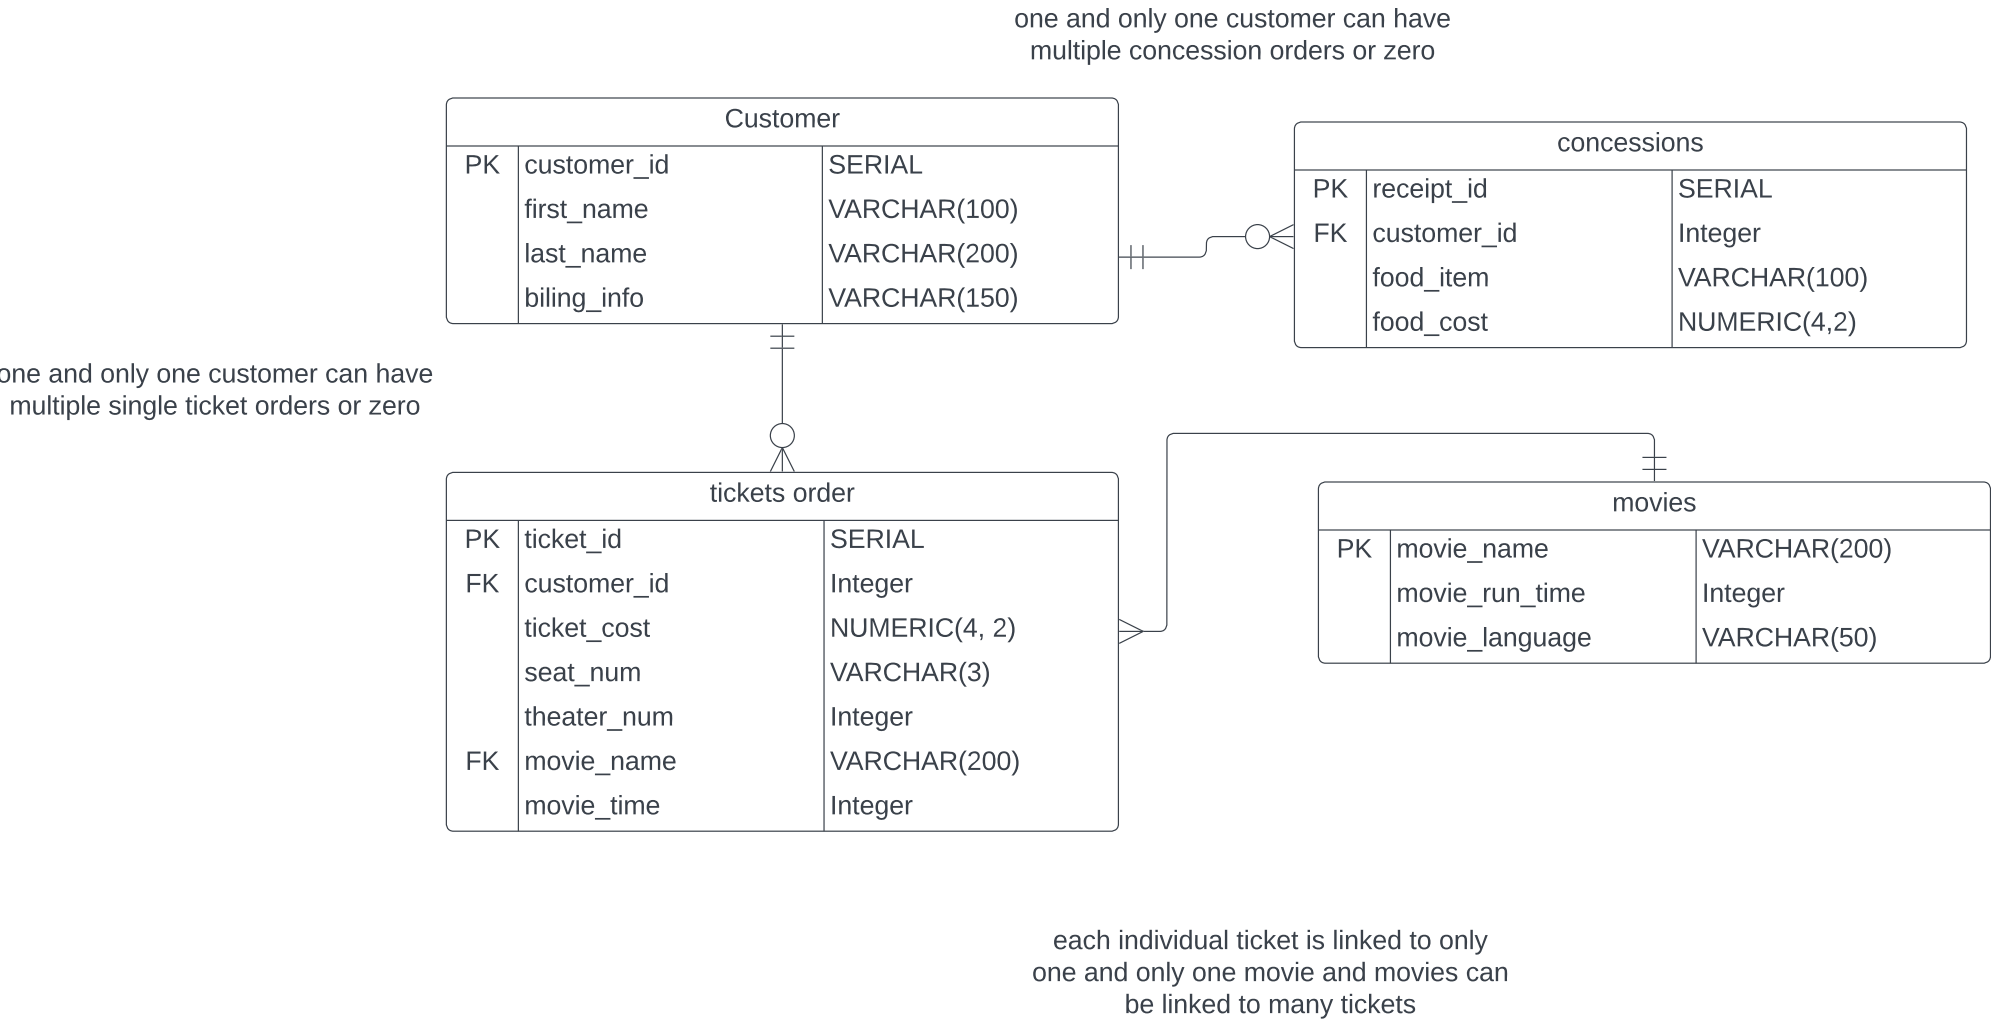 one and only one customer can have
multiple concession orders or zero
Customer
PK customer_id SERIAL
first_name VARCHAR(100)
last_name VARCHAR(200)
biling_info VARCHAR(150)
concessions
PK receipt_id SERIAL
FK customer_id Integer
food_item VARCHAR(100)
food_cost NUMERIC(4,2)
one and only one customer can have
multiple single ticket orders or zero
tickets order
PK ticket_id SERIAL
FK customer_id Integer
ticket_cost NUMERIC(4, 2)
seat_num VARCHAR(3)
theater_num Integer
FK movie_name VARCHAR(200)
movie_time Integer
movies
PK movie_name VARCHAR(200)
movie_run_time Integer
movie_language VARCHAR(50)
each individual ticket is linked to only
one and only one movie and movies can
be linked to many tickets